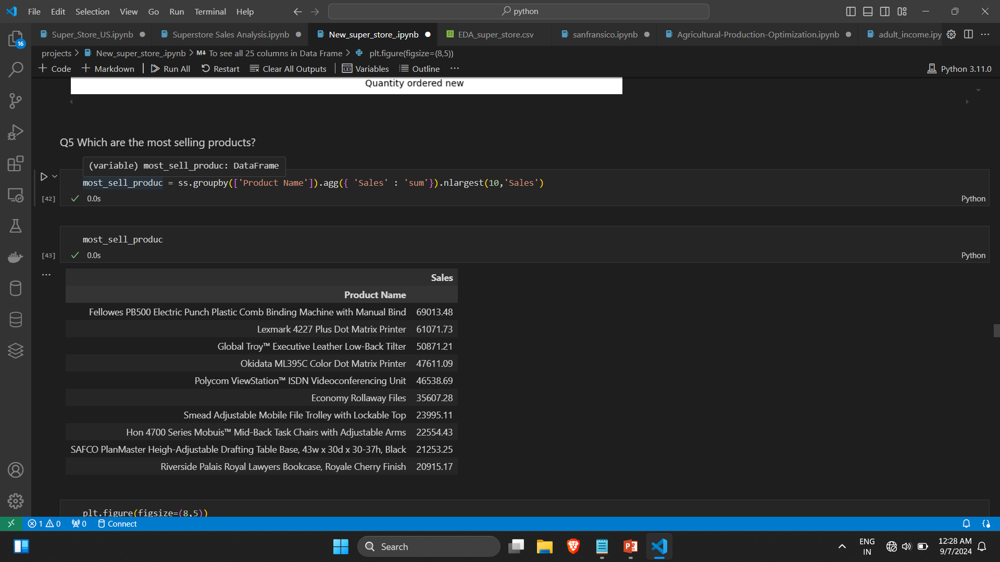 File Edit Selection View Go Run Terminal Help python
Super_Store_US.ipynb Superstore Sales Analysis.ipynb New_super_store_.ipynb EDA_super_store.csv sanfransico.ipynb Agricultural-Production-Optimization.ipynb adult_income.ipy
16
projects > New_super_store_.ipynb > M↓ To see all 25 columns in Data Frame > plt.figure(figsize=(8,5))
+ Code + Markdown | Run All Restart Clear All Outputs | Variables Outline ... Python 3.11.0
Quantity ordered new
Q5 Which are the most selling products?
(variable) most_sell_produc: DataFrame
most_sell_produc = ss.groupby(['Product Name']).agg({ 'Sales' : 'sum'}).nlargest(10,'Sales')
[42] 0.0s Python
most_sell_produc
[43] 0.0s Python
...
Sales
Product Name
Fellowes PB500 Electric Punch Plastic Comb Binding Machine with Manual Bind 69013.48
Lexmark 4227 Plus Dot Matrix Printer 61071.73
Global Troy™ Executive Leather Low-Back Tilter 50871.21
Okidata ML395C Color Dot Matrix Printer 47611.09
Polycom ViewStation™ ISDN Videoconferencing Unit 46538.69
Economy Rollaway Files 35607.28
Smead Adjustable Mobile File Trolley with Lockable Top 23995.11
Hon 4700 Series Mobuis™ Mid-Back Task Chairs with Adjustable Arms 22554.43
SAFCO PlanMaster Heigh-Adjustable Drafting Table Base, 43w x 30d x 30-37h, Black 21253.25
Riverside Palais Royal Lawyers Bookcase, Royale Cherry Finish 20915.17
plt.figure(figsize=(8,5))
1 0 0 Connect
Search
ENG
IN
12:28 AM
9/7/2024